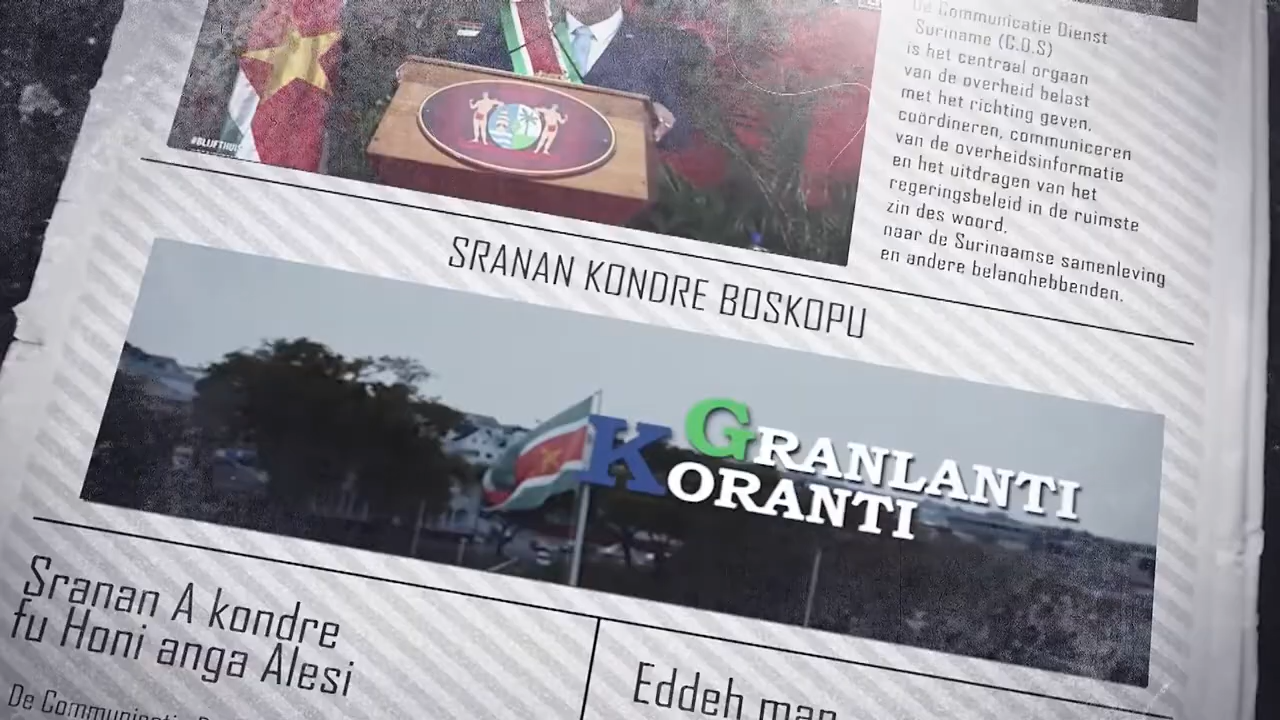 De Communicatie Dienst
Suriname (C.D.S)
is het centraal orgaan
van de overheid belast
met het richting geven,
coördineren, communiceren
van de overheidsinformatie
en het uitdragen van het
regeringsbeleid in de ruimste
zin des woord,
naar de Surinaamse samenleving
en andere belanghebbenden.
SRANAN KONDRE BOSKOPU
GRANLANTI
KORANTI
Sranan A kondre
fu Honi anga Alesi
De
Eddeh man